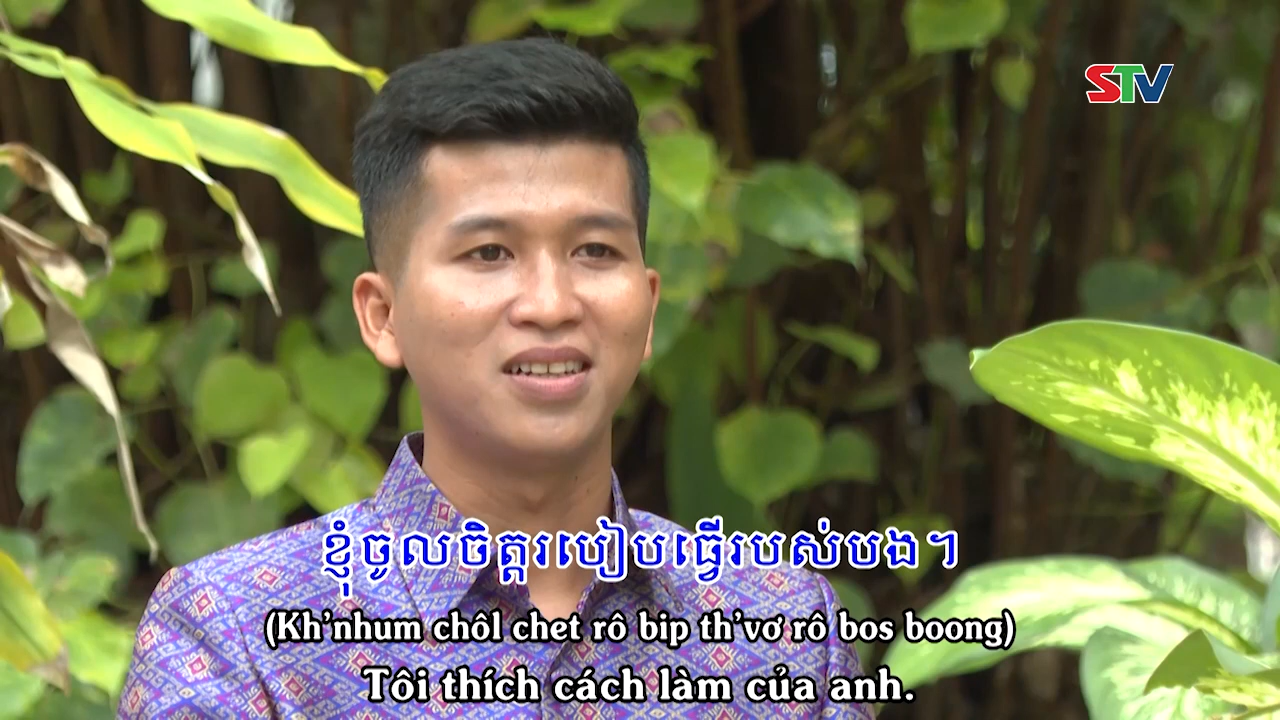 STV
ខ្ញុំចូលចិត្តរបៀបធ្វើរបស់បង។
(Kh’nhum chôl chet rô bip th’vơ rô bos boong)
Tôi thích cách làm của anh.